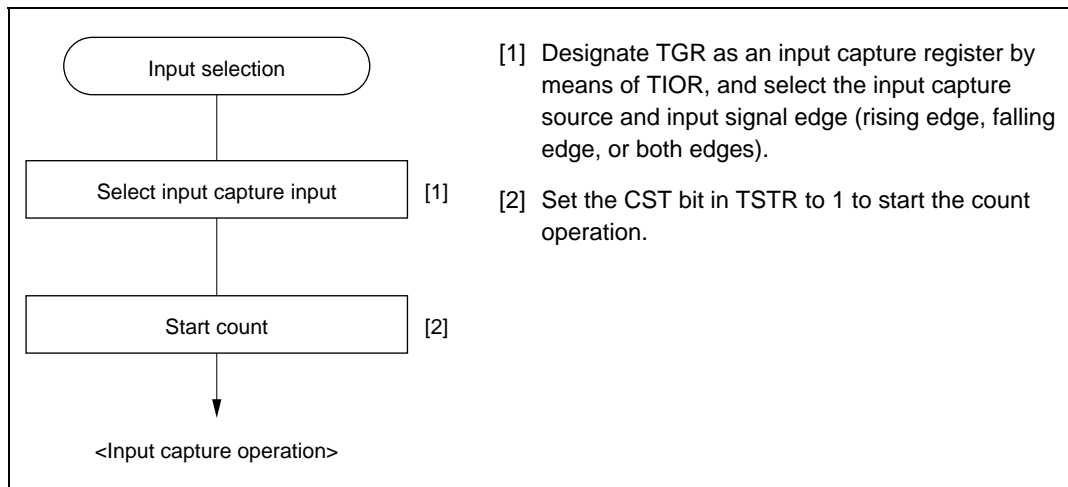 Input selection
Select input capture input [1]
Start count [2]
<Input capture operation>
[1] Designate TGR as an input capture register by
means of TIOR, and select the input capture
source and input signal edge (rising edge, falling
edge, or both edges).
[2] Set the CST bit in TSTR to 1 to start the count
operation.